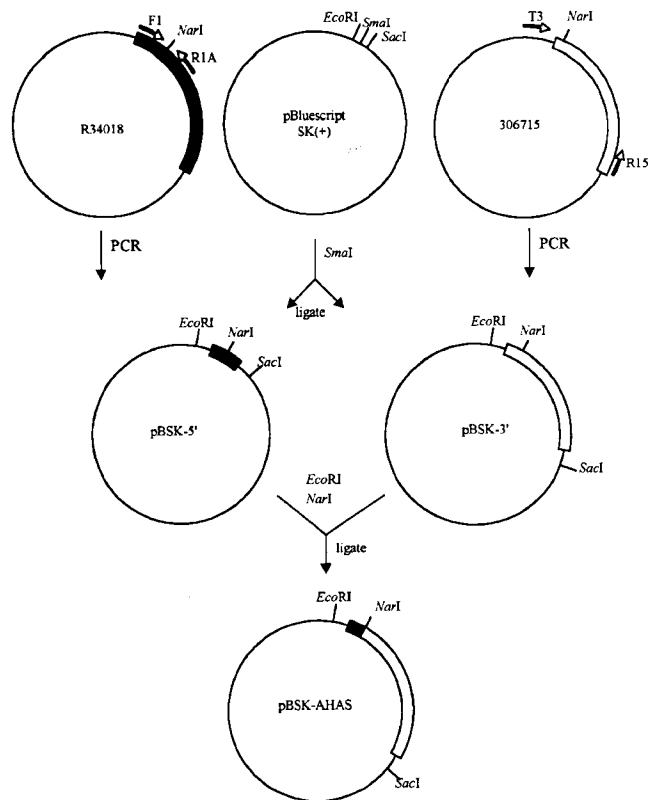 F1
NarI
R1A
R34018
EcoRI
SmaI
SacI
pBluescript
SK(+)
T3
NarI
306715
R15
PCR
SmaI
ligate
PCR
EcoRI
NarI
SacI
pBSK-5'
EcoRI
NarI
pBSK-3'
SacI
EcoRI
NarI
ligate
EcoRI
NarI
pBSK-AHAS
SacI